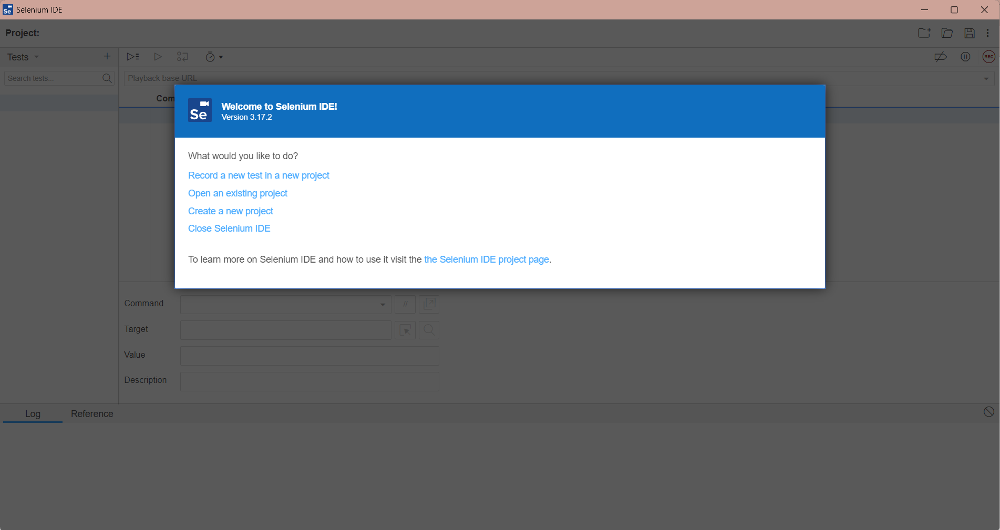 Se Selenium IDE
Project:
Tests
REC
Search tests...
Playback base URL
Com
Se
Welcome to Selenium IDE!
Version 3.17.2
What would you like to do?
Record a new test in a new project
Open an existing project
Create a new project
Close Selenium IDE
To learn more on Selenium IDE and how to use it visit the the Selenium IDE project page.
Command
//
Target
Value
Description
Log Reference